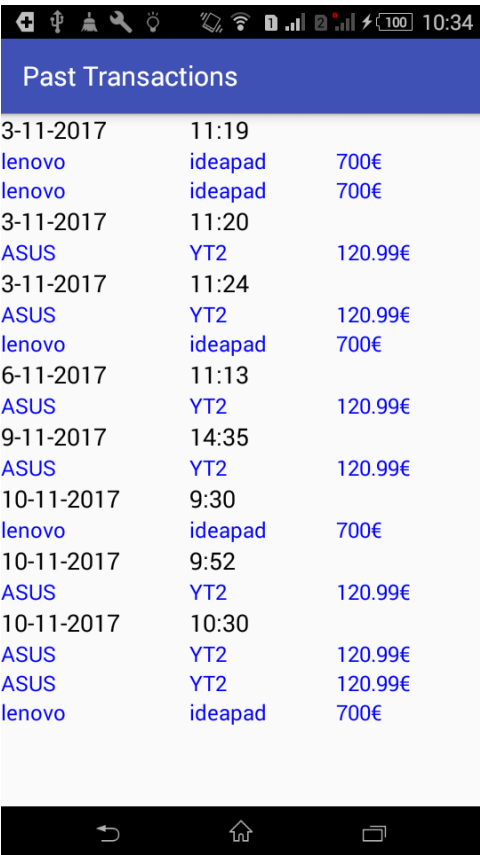 1 2 100 10:34
Past Transactions
3-11-2017 11:19
lenovo ideapad 700€
lenovo ideapad 700€
3-11-2017 11:20
ASUS YT2 120.99€
3-11-2017 11:24
ASUS YT2 120.99€
lenovo ideapad 700€
6-11-2017 11:13
ASUS YT2 120.99€
9-11-2017 14:35
ASUS YT2 120.99€
10-11-2017 9:30
lenovo ideapad 700€
10-11-2017 9:52
ASUS YT2 120.99€
10-11-2017 10:30
ASUS YT2 120.99€
ASUS YT2 120.99€
lenovo ideapad 700€